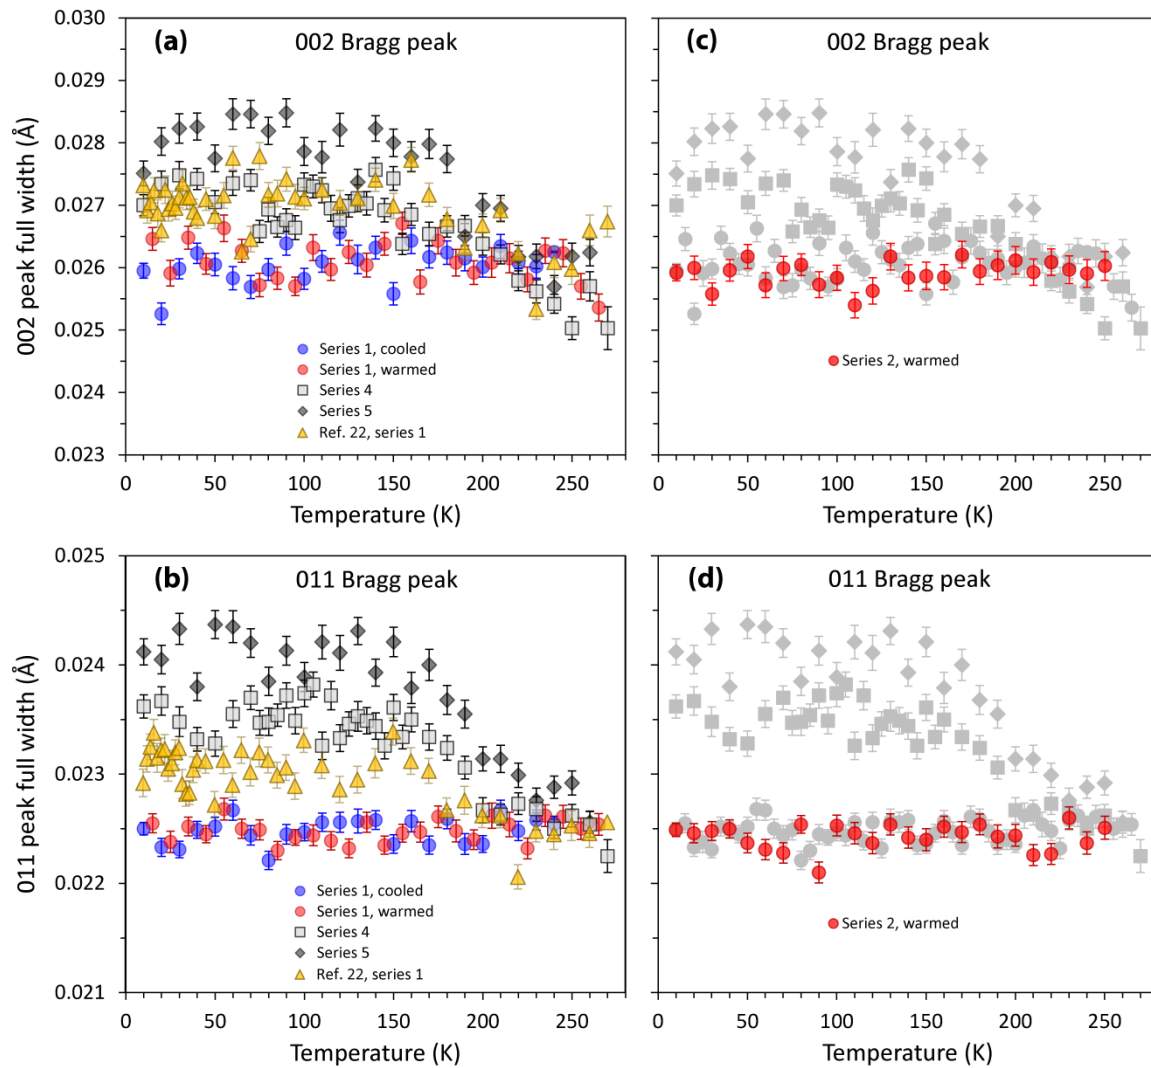 (a) 002 Bragg peak
0.030
0.029
0.028
0.027
0.026
0.025
0.024
0.023
002 peak full width (Å)
Series 1, cooled
Series 1, warmed
Series 4
Series 5
Ref. 22, series 1
0 50 100 150 200 250
Temperature (K)
(c) 002 Bragg peak
Series 2, warmed
0 50 100 150 200 250
Temperature (K)
(b) 011 Bragg peak
0.025
0.024
0.023
0.022
0.021
011 peak full width (Å)
Series 1, cooled
Series 1, warmed
Series 4
Series 5
Ref. 22, series 1
0 50 100 150 200 250
Temperature (K)
(d) 011 Bragg peak
Series 2, warmed
0 50 100 150 200 250
Temperature (K)